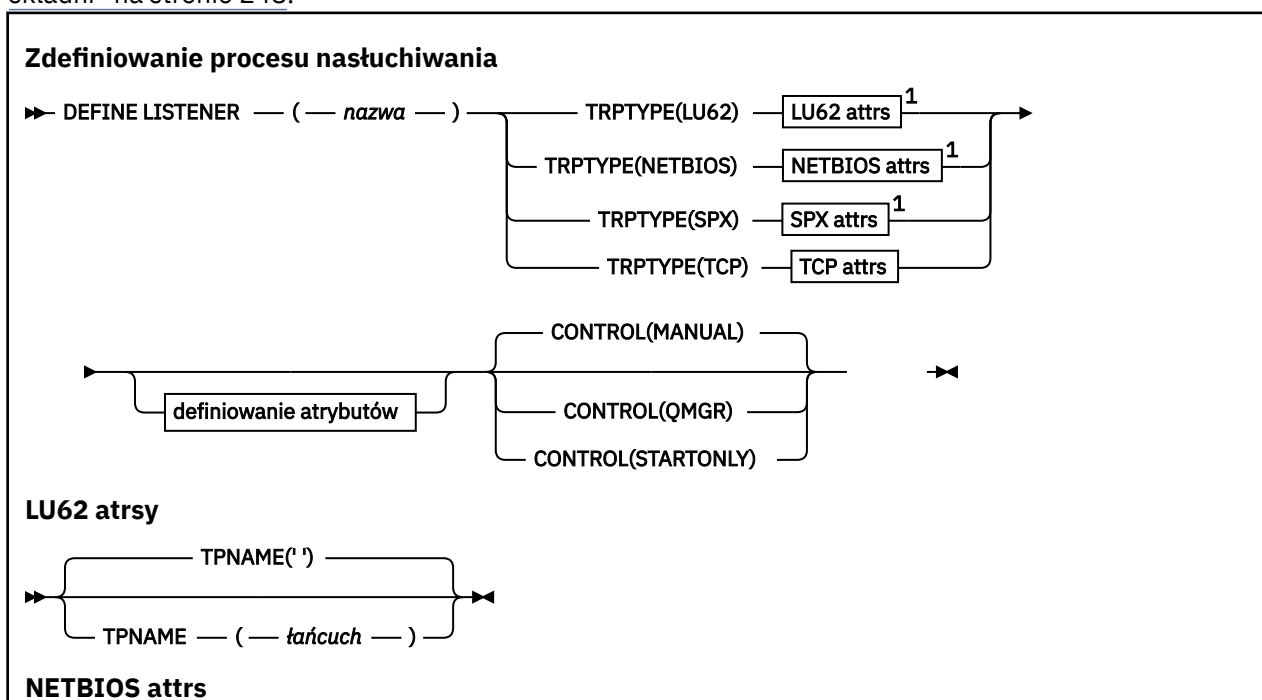 składni" na stronie 243.
Zdefiniowanie procesu nasłuchiwania
DEFINE LISTENER ( nazwa ) TRPTYPE(LU62) LU62 attrs 1
TRPTYPE(NETBIOS) NETBIOS attrs 1
TRPTYPE(SPX) SPX attrs 1
TRPTYPE(TCP) TCP attrs
CONTROL(MANUAL)
definiowanie atrybutów
CONTROL(QMGR)
CONTROL(STARTONLY)
LU62 atrsy
TPNAME(' ')
TPNAME ( łańcuch )
NETBIOS attrs